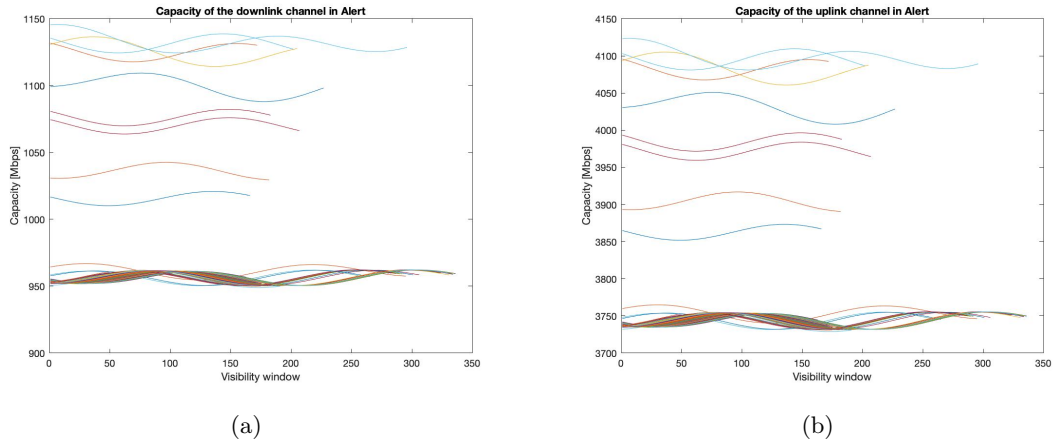 Capacity of the downlink channel in Alert
1150
1100
1050
1000
950
900
Capacity [Mbps]
0 50 100 150 200 250 300 350
Visibility window
(a)
Capacity of the uplink channel in Alert
4150
4100
4050
4000
3950
3900
3850
3800
3750
3700
Capacity [Mbps]
0 50 100 150 200 250 300 350
Visibility window
(b)